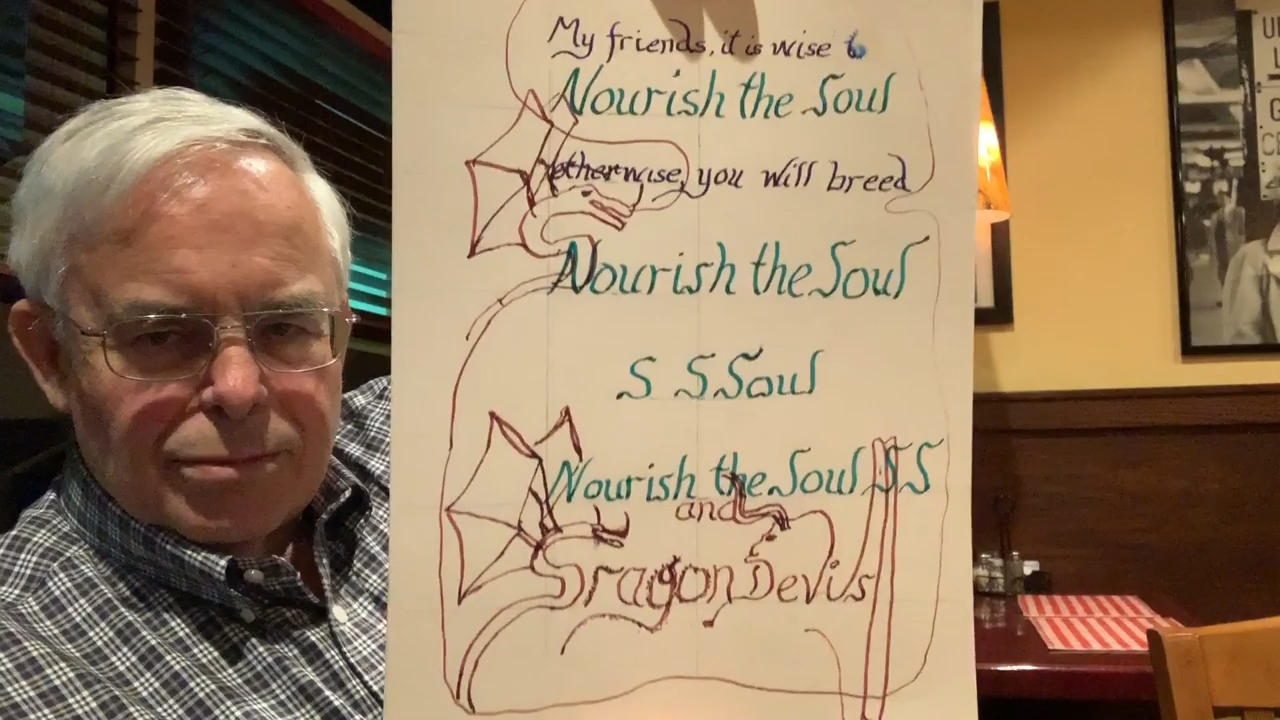 My friends, it is wise to
Nourish the Soul
otherwise, you will breed
Nourish the Soul
S S Soul
Nourish the Soul S S
and
Dragon Devils